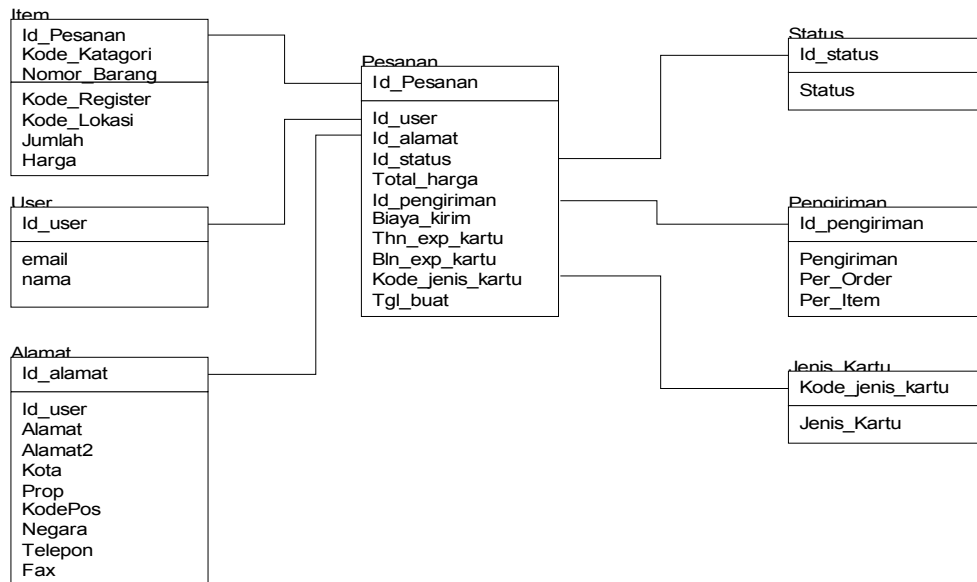 Item
Id_Pesanan
Kode_Katagori
Nomor_Barang
Kode_Register
Kode_Lokasi
Jumlah
Harga
User
Id_user
email
nama
Alamat
Id_alamat
Id_user
Alamat
Alamat2
Kota
Prop
KodePos
Negara
Telepon
Fax
Pesanan
Id_Pesanan
Id_user
Id_alamat
Id_status
Total_harga
Id_pengiriman
Biaya_kirim
Thn_exp_kartu
Bln_exp_kartu
Kode_jenis_kartu
Tgl_buat
Status
Id_status
Status
Pengiriman
Id_pengiriman
Pengiriman
Per_Order
Per_Item
Jenis_Kartu
Kode_jenis_kartu
Jenis_Kartu